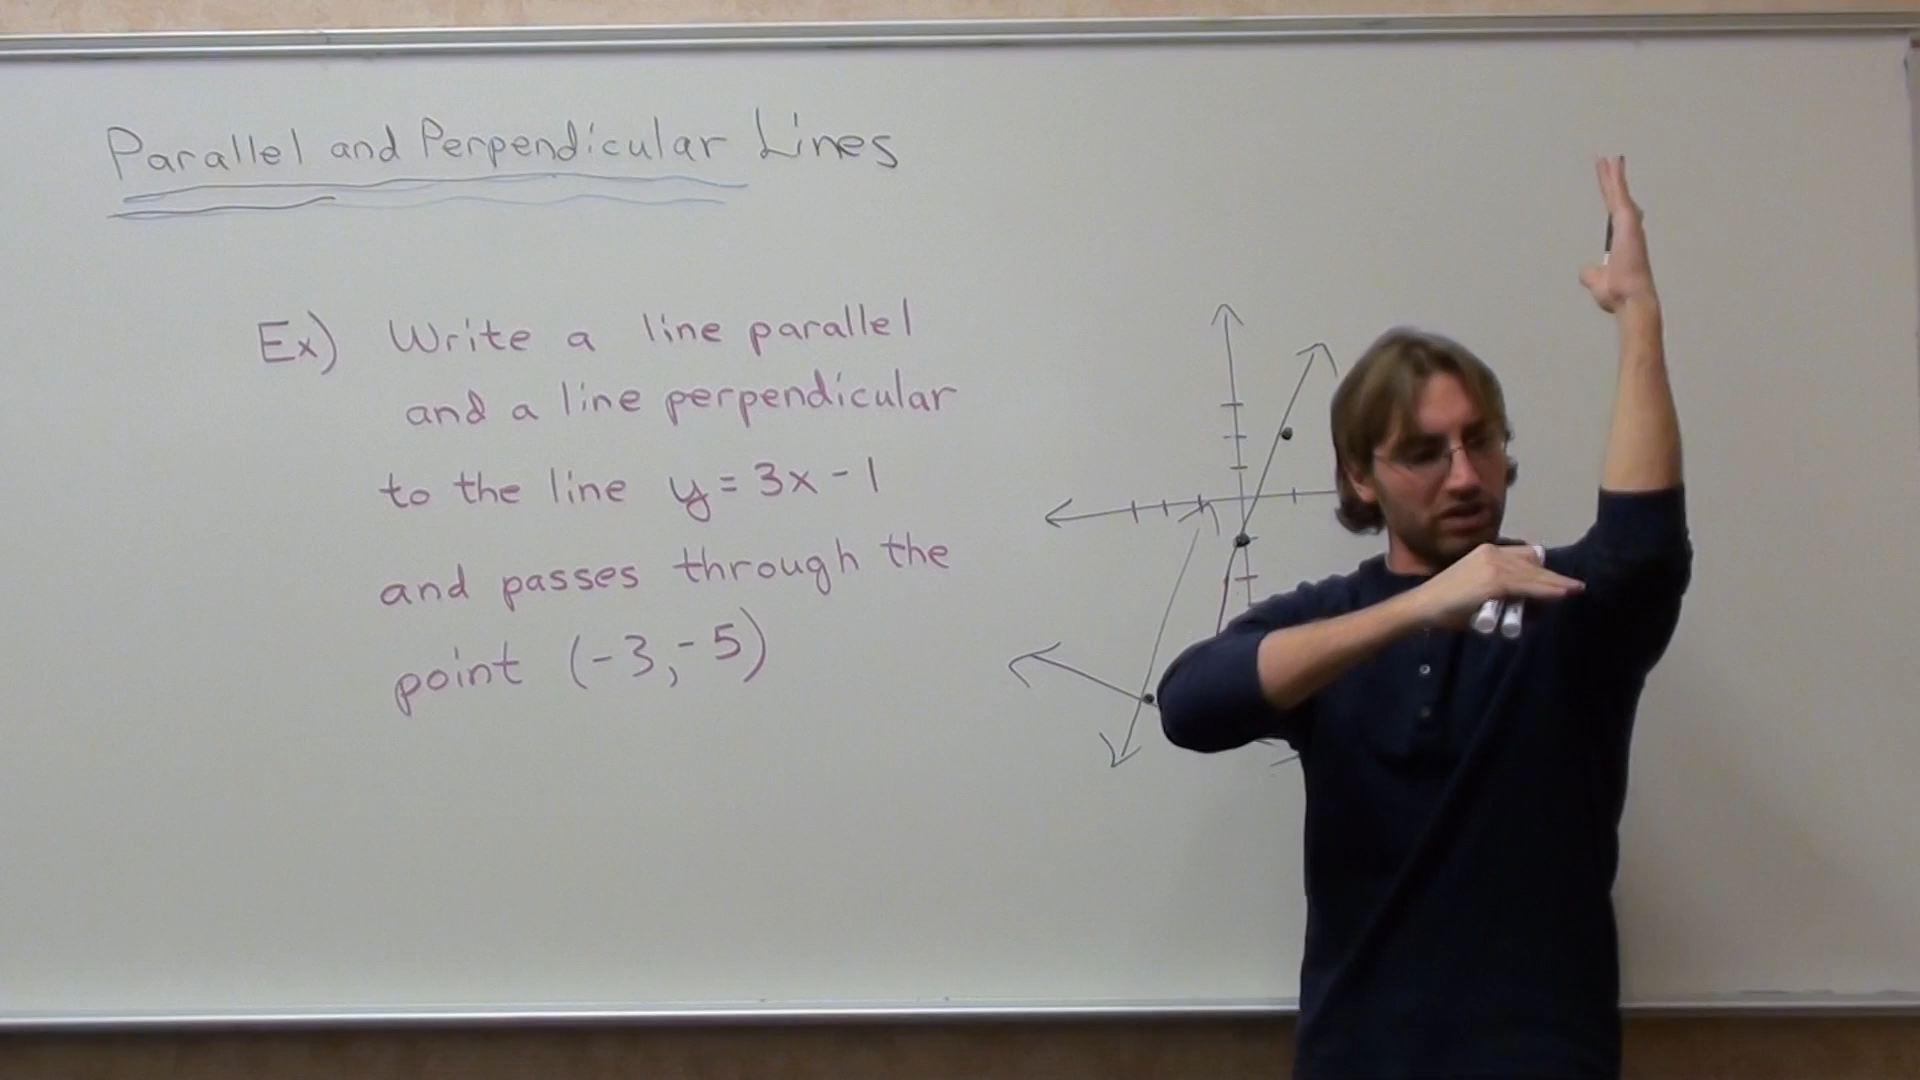 Parallel and Perpendicular Lines
Ex) Write a line parallel
and a line perpendicular
to the line y = 3x - 1
and passes through the
point (-3,-5)